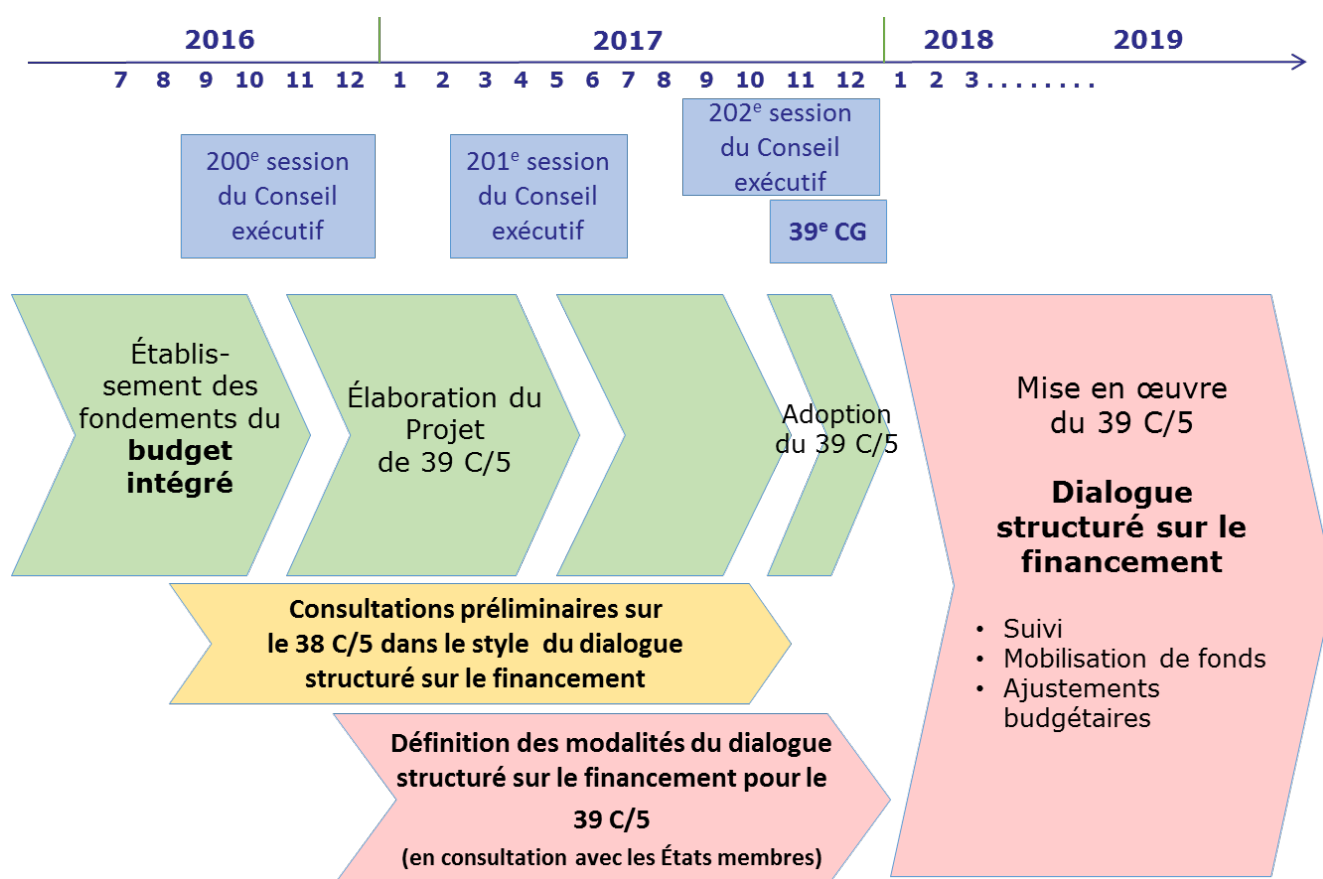 2016
2017
2018
2019
7 8 9 10 11 12 1 2 3 4 5 6 7 8 9 10 11 12 1 2 3 . . . . . . . .
200e session
du Conseil
exécutif
201e session
du Conseil
exécutif
202e session
du Conseil
exécutif
39e CG
Établis-
sement des
fondements du
budget
intégré
Élaboration du
Projet
de 39 C/5
Adoption
du 39 C/5
Mise en œuvre
du 39 C/5
Dialogue
structuré sur le
financement
• Suivi
• Mobilisation de fonds
• Ajustements
budgétaires
Consultations préliminaires sur
le 38 C/5 dans le style du dialogue
structuré sur le financement
Définition des modalités du dialogue
structuré sur le financement pour le
39 C/5
(en consultation avec les États membres)